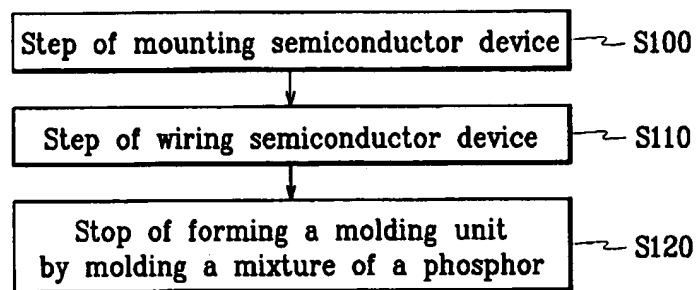 Step of mounting semiconductor device
S100
Step of wiring semiconductor device
S110
Stop of forming a molding unit
by molding a mixture of a phosphor
S120